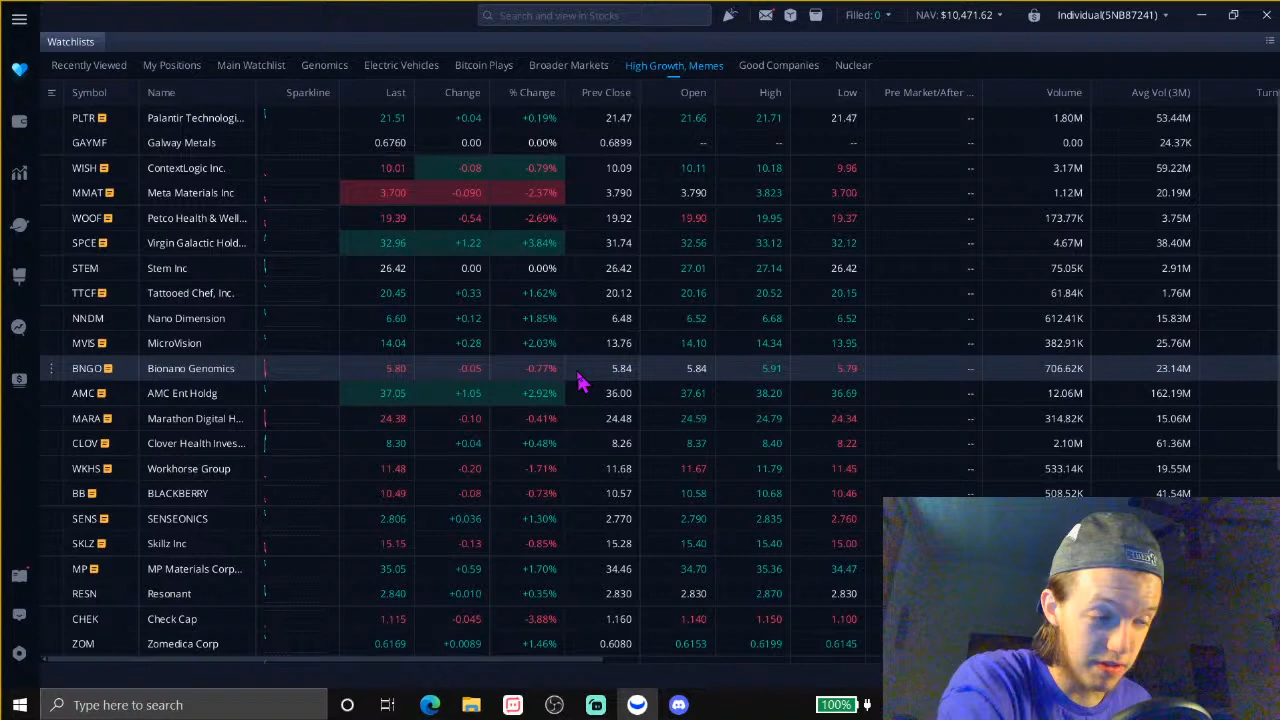 Search and view in Stocks Filled: 0 NAV: $10,471.62 Individual(5NB87241)
Watchlists
Recently Viewed My Positions Main Watchlist Genomics Electric Vehicles Bitcoin Plays Broader Markets High Growth, Memes Good Companies Nuclear
Symbol Name Sparkline Last Change % Change Prev Close Open High Low Pre Market/After ... Volume Avg Vol (3M) Turn
PLTR Palantir Technologi... 21.51 +0.04 +0.19% 21.47 21.66 21.71 21.47 -- 1.80M 53.44M
GAYMF Galway Metals 0.6760 0.00 0.00% 0.6899 -- -- -- -- 0.00 24.37K
WISH ContextLogic Inc. 10.01 -0.08 -0.79% 10.09 10.11 10.18 9.96 -- 3.17M 59.22M
MMAT Meta Materials Inc 3.700 -0.090 -2.37% 3.790 3.790 3.823 3.700 -- 1.12M 20.19M
WOOF Petco Health & Well... 19.39 -0.54 -2.69% 19.92 19.90 19.95 19.37 -- 173.77K 3.75M
SPCE Virgin Galactic Hold... 32.96 +1.22 +3.84% 31.74 32.56 33.12 32.12 -- 4.67M 38.40M
STEM Stem Inc 26.42 0.00 0.00% 26.42 27.01 27.14 26.42 -- 75.05K 2.91M
TTCF Tattooed Chef, Inc. 20.45 +0.33 +1.62% 20.12 20.16 20.52 20.15 -- 61.84K 1.76M
NNDM Nano Dimension 6.60 +0.12 +1.85% 6.48 6.52 6.68 6.52 -- 612.41K 15.83M
MVIS MicroVision 14.04 +0.28 +2.03% 13.76 14.10 14.34 13.95 -- 382.91K 25.76M
BNGO Bionano Genomics 5.80 -0.05 -0.77% 5.84 5.84 5.91 5.79 -- 706.62K 23.14M
AMC AMC Ent Holdg 37.05 +1.05 +2.92% 36.00 37.61 38.20 36.69 -- 12.06M 162.19M
MARA Marathon Digital H... 24.38 -0.10 -0.41% 24.48 24.59 24.79 24.34 -- 314.82K 15.06M
CLOV Clover Health Inves... 8.30 +0.04 +0.48% 8.26 8.37 8.40 8.22 -- 2.10M 61.36M
WKHS Workhorse Group 11.48 -0.20 -1.71% 11.68 11.67 11.79 11.45 -- 533.14K 19.55M
BB BLACKBERRY 10.49 -0.08 -0.73% 10.57 10.58 10.68 10.46 -- 508.52K 41.54M
SENS SENSEONICS 2.806 +0.036 +1.30% 2.770 2.790 2.835 2.760
SKLZ Skillz Inc 15.15 -0.13 -0.85% 15.28 15.40 15.40 15.00
MP MP Materials Corp... 35.05 +0.59 +1.70% 34.46 34.70 35.36 34.47
RESN Resonant 2.840 +0.010 +0.35% 2.830 2.830 2.870 2.830
CHEK Check Cap 1.115 -0.045 -3.88% 1.160 1.140 1.150 1.100
ZOM Zomedica Corp 0.6169 +0.0089 +1.46% 0.6080 0.6153 0.6199 0.6145
Type here to search 100%